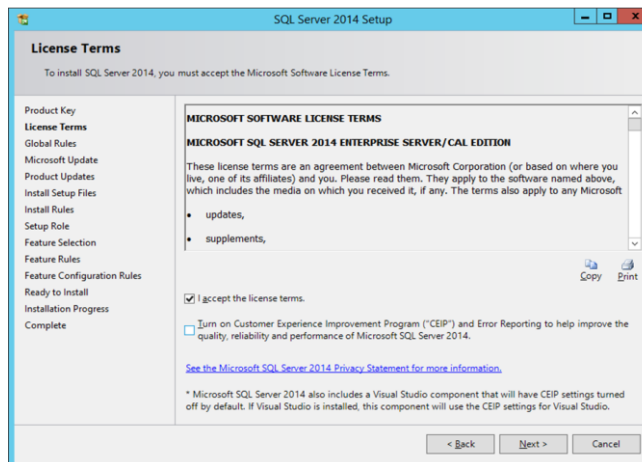 SQL Server 2014 Setup
License Terms
To install SQL Server 2014, you must accept the Microsoft Software License Terms.
Product Key
License Terms
Global Rules
Microsoft Update
Product Updates
Install Setup Files
Install Rules
Setup Role
Feature Selection
Feature Rules
Feature Configuration Rules
Ready to Install
Installation Progress
Complete
MICROSOFT SOFTWARE LICENSE TERMS
MICROSOFT SQL SERVER 2014 ENTERPRISE SERVER/CAL EDITION
These license terms are an agreement between Microsoft Corporation (or based on where you
live, one of its affiliates) and you. Please read them. They apply to the software named above,
which includes the media on which you received it, if any. The terms also apply to any Microsoft
• updates,
• supplements,
Copy Print
I accept the license terms.
Turn on Customer Experience Improvement Program ("CEIP") and Error Reporting to help improve the
quality, reliability and performance of Microsoft SQL Server 2014.
See the Microsoft SQL Server 2014 Privacy Statement for more information.
* Microsoft SQL Server 2014 also includes a Visual Studio component that will have CEIP settings turned
off by default. If Visual Studio is installed, this component will use the CEIP settings for Visual Studio.
< Back Next > Cancel